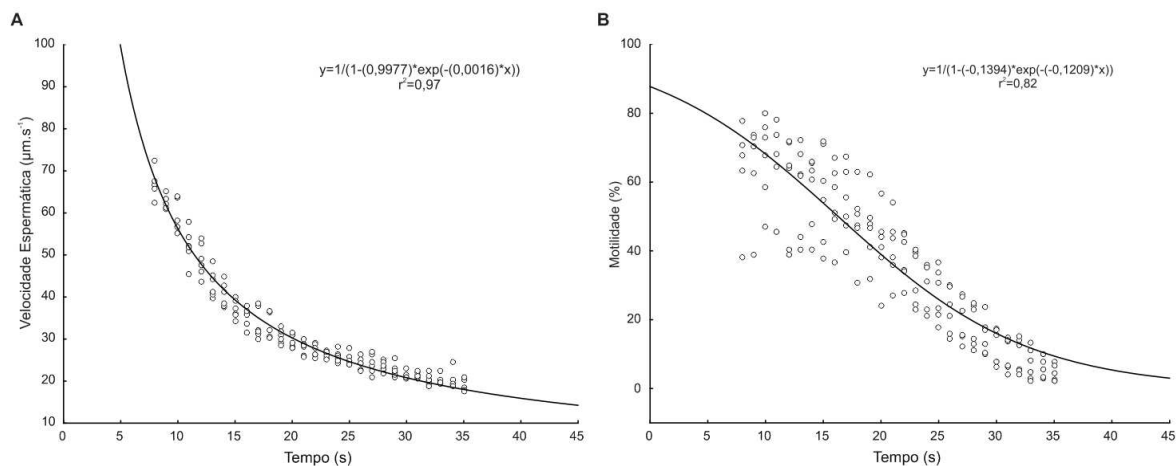 A
100
90
80
70
60
50
40
30
20
10
Velocidade Espermática (µm.s⁻¹)
y=1/(1-(0,9977)*exp(-(0,0016)*x))
r²=0,97
0 5 10 15 20 25 30 35 40 45
Tempo (s)
B
100
80
60
40
20
0
Motilidade (%)
y=1/(1-(-0,1394)*exp(-(-0,1209)*x))
r²=0,82
0 5 10 15 20 25 30 35 40 45
Tempo (s)